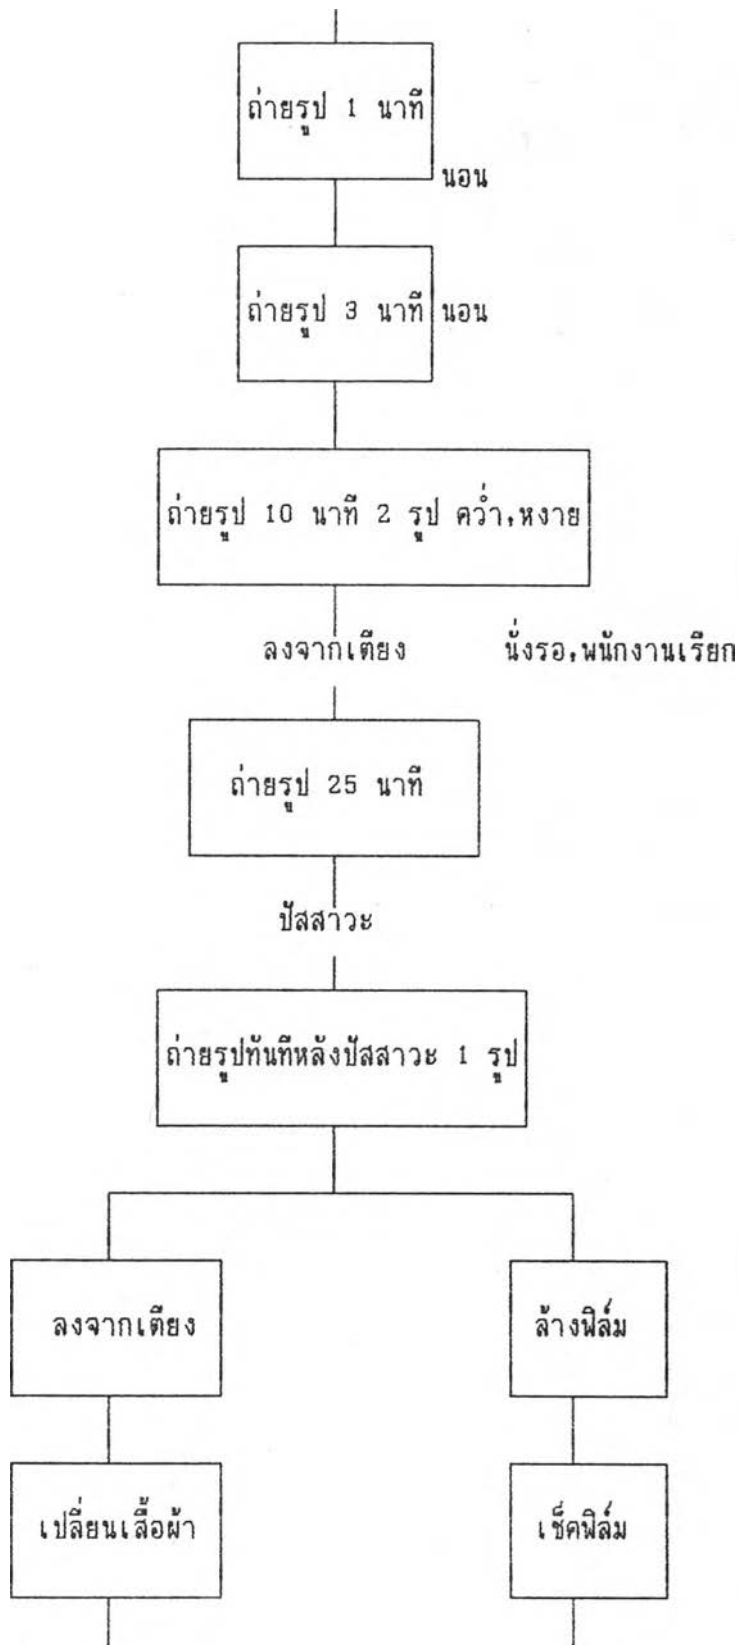 ถ่ายรูป 1 นาที
นอน
ถ่ายรูป 3 นาที นอน
ถ่ายรูป 10 นาที 2 รูป คว่ำ,หงาย
ลงจากเตียง นั่งรอ,พนักงานเรียก
ถ่ายรูป 25 นาที
ปัสสาวะ
ถ่ายรูปทันทีหลังปัสสาวะ 1 รูป
ลงจากเตียง ล้างฟิล์ม
เปลี่ยนเสื้อผ้า เช็คฟิล์ม